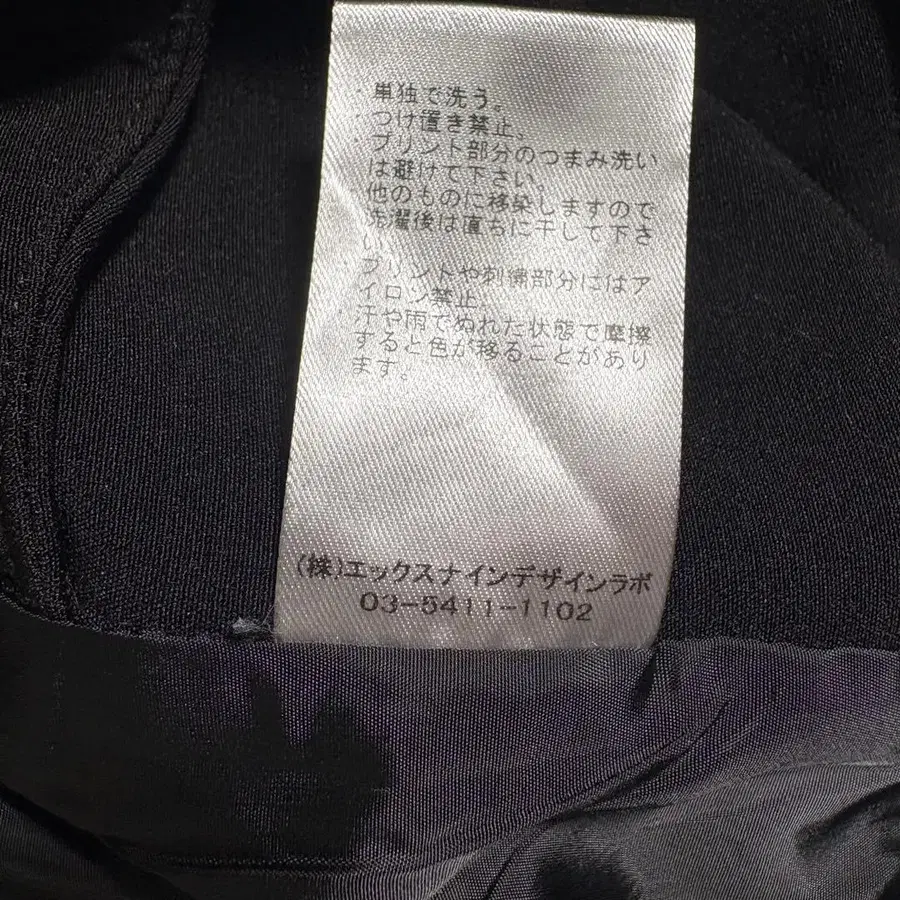 ・単独で洗う。
・つけ置き禁止。
・プリント部分のつまみ洗い
は避けて下さい。
・他のものに移染しますので
洗濯後は直ちに干して下さ
い。
・プリントや刺繍部分にはア
イロン禁止。
・汗や雨でぬれた状態で摩擦
すると色が移ることがあり
ます。
(株)エックスナインデザインラボ
03-5411-1102